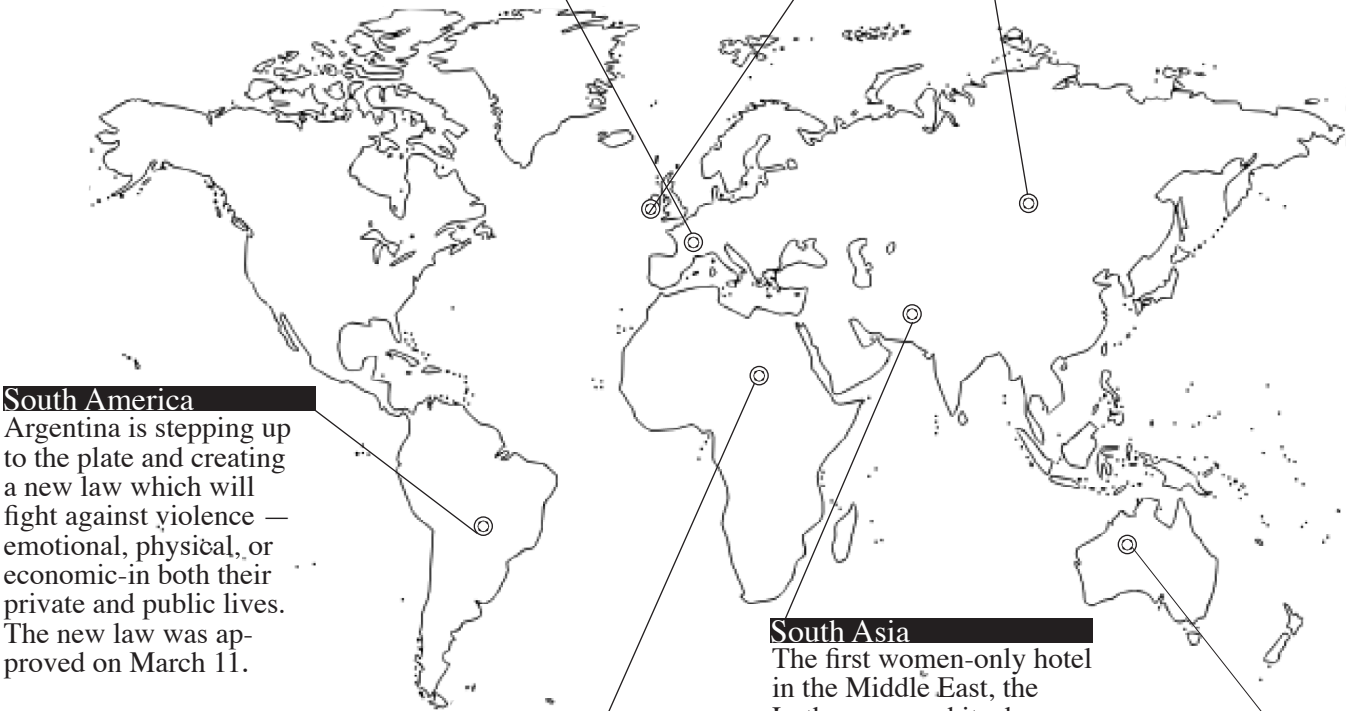 South America
Argentina is stepping up
to the plate and creating
a new law which will
fight against violence —
emotional, physical, or
economic-in both their
private and public lives.
The new law was ap-
proved on March 11.
South Asia
The first women-only hotel
in the Middle East, the